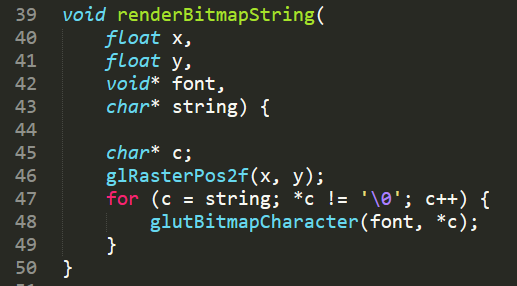 39 void renderBitmapString(
40     float x,
41     float y,
42     void* font,
43     char* string) {
44
45     char* c;
46     glRasterPos2f(x, y);
47     for (c = string; *c != '\0'; c++) {
48         glutBitmapCharacter(font, *c);
49     }
50 }